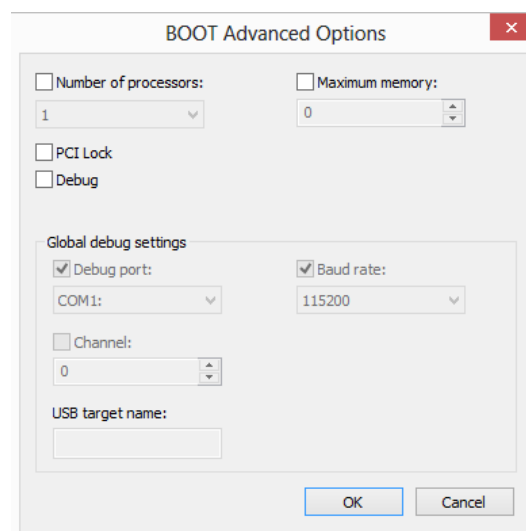 BOOT Advanced Options
Number of processors:
Maximum memory:
1
0
PCI Lock
Debug
Global debug settings
Debug port:
Baud rate:
COM1:
115200
Channel:
0
USB target name:
OK
Cancel